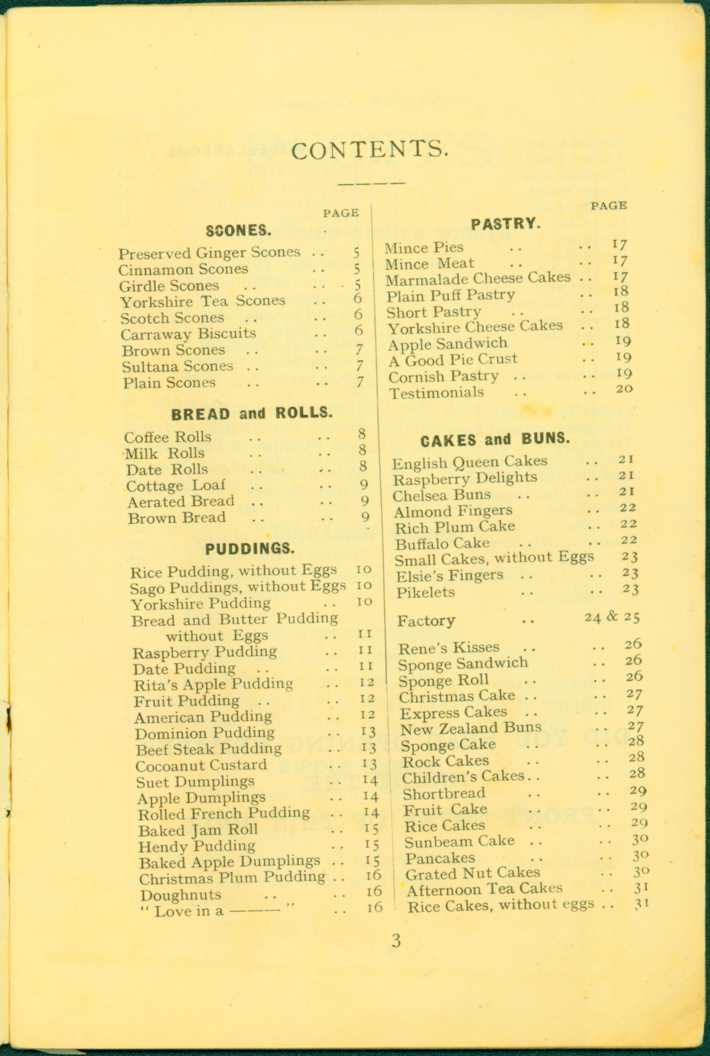 CONTENTS.
PAGE
SCONES.
Preserved Ginger Scones .. 5
Cinnamon Scones .. 5
Girdle Scones .. .. 5
Yorkshire Tea Scones .. 6
Scotch Scones .. .. 6
Carraway Biscuits .. 6
Brown Scones .. .. 7
Sultana Scones .. .. 7
Plain Scones .. .. 7
BREAD and ROLLS.
Coffee Rolls .. .. 8
Milk Rolls .. .. 8
Date Rolls .. .. 8
Cottage Loaf .. .. 9
Aerated Bread .. .. 9
Brown Bread .. .. 9
PUDDINGS.
Rice Pudding, without Eggs 10
Sago Puddings, without Eggs 10
Yorkshire Pudding .. 10
Bread and Butter Pudding
without Eggs .. 11
Raspberry Pudding .. 11
Date Pudding .. .. 11
Rita's Apple Pudding .. 12
Fruit Pudding .. .. 12
American Pudding .. 12
Dominion Pudding .. 13
Beef Steak Pudding .. 13
Cocoanut Custard .. 13
Suet Dumplings .. 14
Apple Dumplings .. 14
Rolled French Pudding .. 14
Baked Jam Roll .. 15
Hendy Pudding .. 15
Baked Apple Dumplings .. 15
Christmas Plum Pudding .. 16
Doughnuts .. .. 16
" Love in a ——— " .. 16
PAGE
PASTRY.
Mince Pies .. .. 17
Mince Meat .. .. 17
Marmalade Cheese Cakes .. 17
Plain Puff Pastry .. 18
Short Pastry .. .. 18
Yorkshire Cheese Cakes .. 18
Apple Sandwich .. 19
A Good Pie Crust .. 19
Cornish Pastry .. .. 19
Testimonials .. .. 20
CAKES and BUNS.
English Queen Cakes .. 21
Raspberry Delights .. 21
Chelsea Buns .. .. 21
Almond Fingers .. 22
Rich Plum Cake .. 22
Buffalo Cake .. .. 22
Small Cakes, without Eggs 23
Elsie's Fingers .. .. 23
Pikelets .. .. 23
Factory .. 24 & 25
Rene's Kisses .. .. 26
Sponge Sandwich .. 26
Sponge Roll .. .. 26
Christmas Cake .. .. 27
Express Cakes .. .. 27
New Zealand Buns .. 27
Sponge Cake .. .. 28
Rock Cakes .. .. 28
Children's Cakes .. .. 28
Shortbread .. .. 29
Fruit Cake .. .. 29
Rice Cakes .. .. 29
Sunbeam Cake .. .. 30
Pancakes .. .. 30
Grated Nut Cakes .. 30
Afternoon Tea Cakes .. 31
Rice Cakes, without eggs .. 31
3